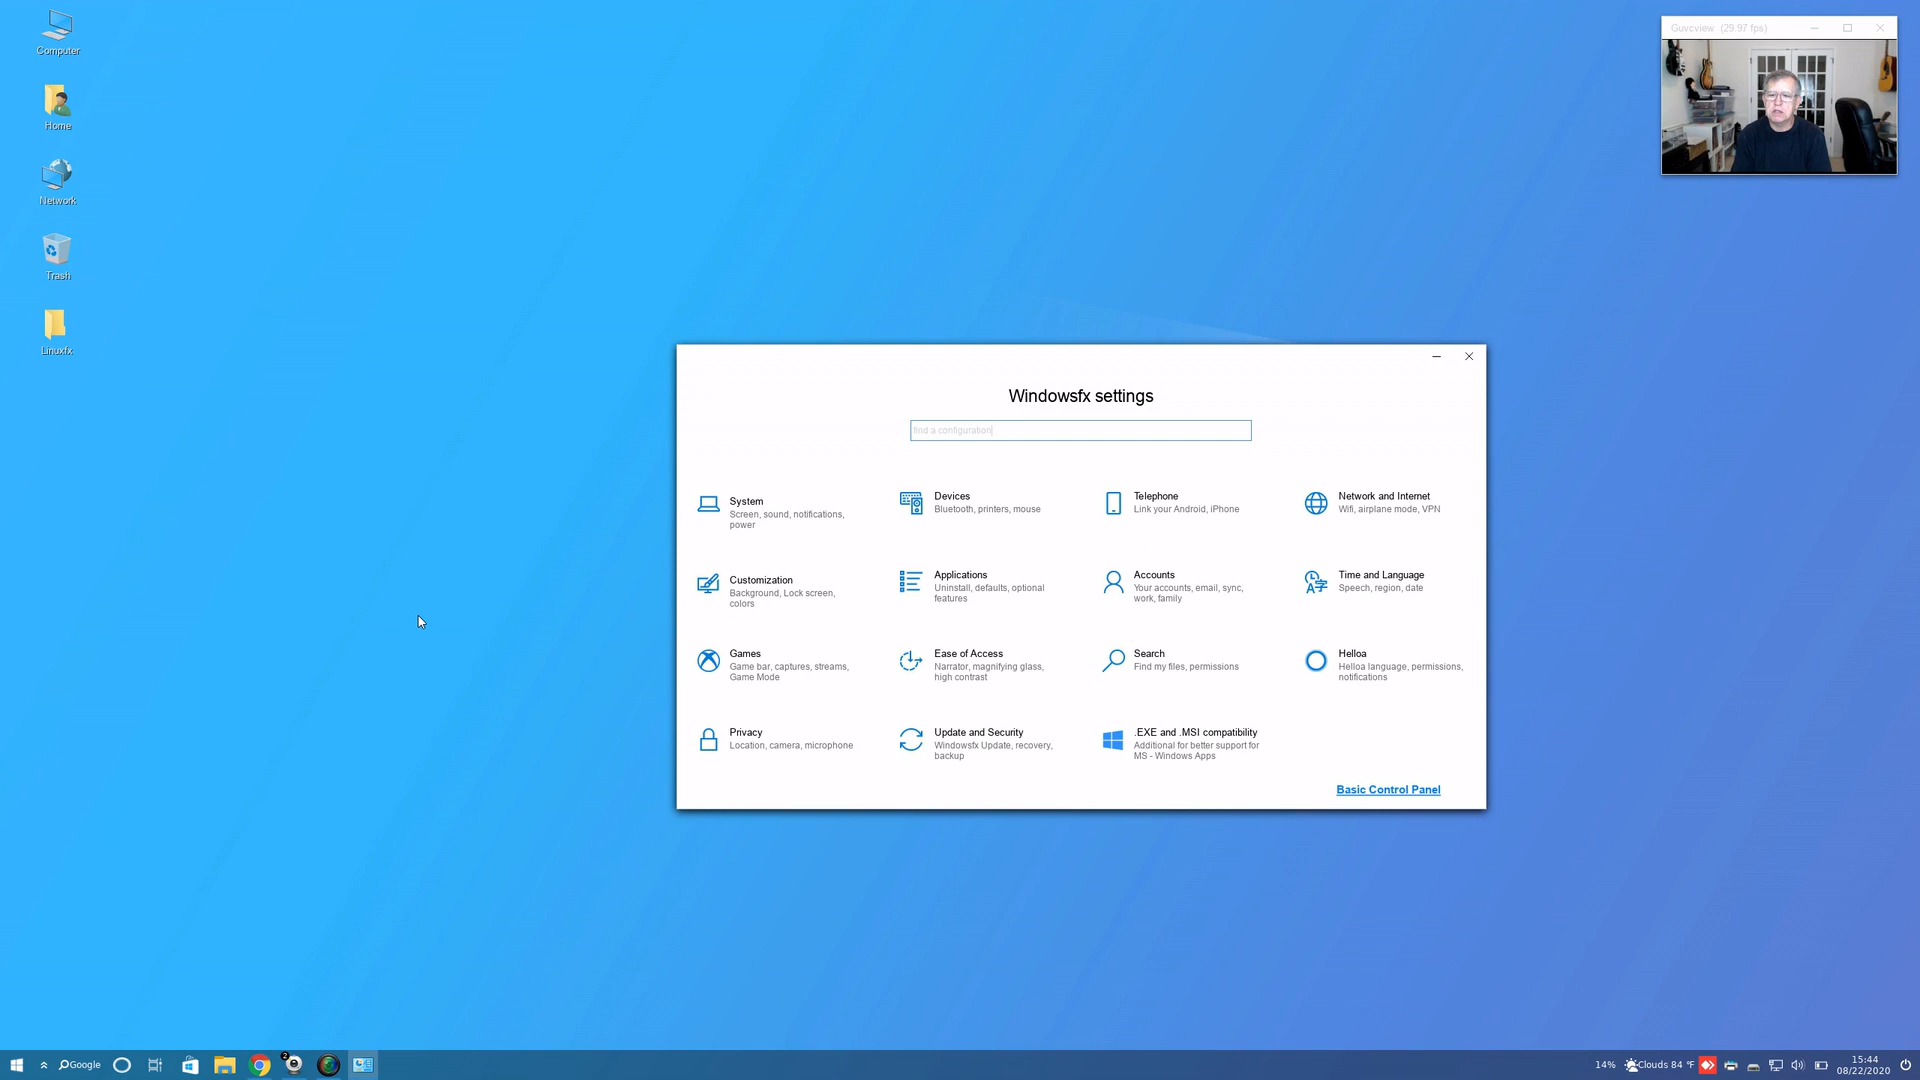 Computer
Home
Network
Trash
Linuxfx
Guvcview (29.97 fps)
Windowsfx settings
find a configuration
System
Screen, sound, notifications,
power
Devices
Bluetooth, printers, mouse
Telephone
Link your Android, iPhone
Network and Internet
Wifi, airplane mode, VPN
Customization
Background, Lock screen,
colors
Applications
Uninstall, defaults, optional
features
Accounts
Your accounts, email, sync,
work, family
Time and Language
Speech, region, date
Games
Game bar, captures, streams,
Game Mode
Ease of Access
Narrator, magnifying glass,
high contrast
Search
Find my files, permissions
Helloa
Helloa language, permissions,
notifications
Privacy
Location, camera, microphone
Update and Security
Windowsfx Update, recovery,
backup
.EXE and .MSI compatibility
Additional for better support for
MS - Windows Apps
Basic Control Panel
Google
2
14%
Clouds 84 °F
15:44
08/22/2020